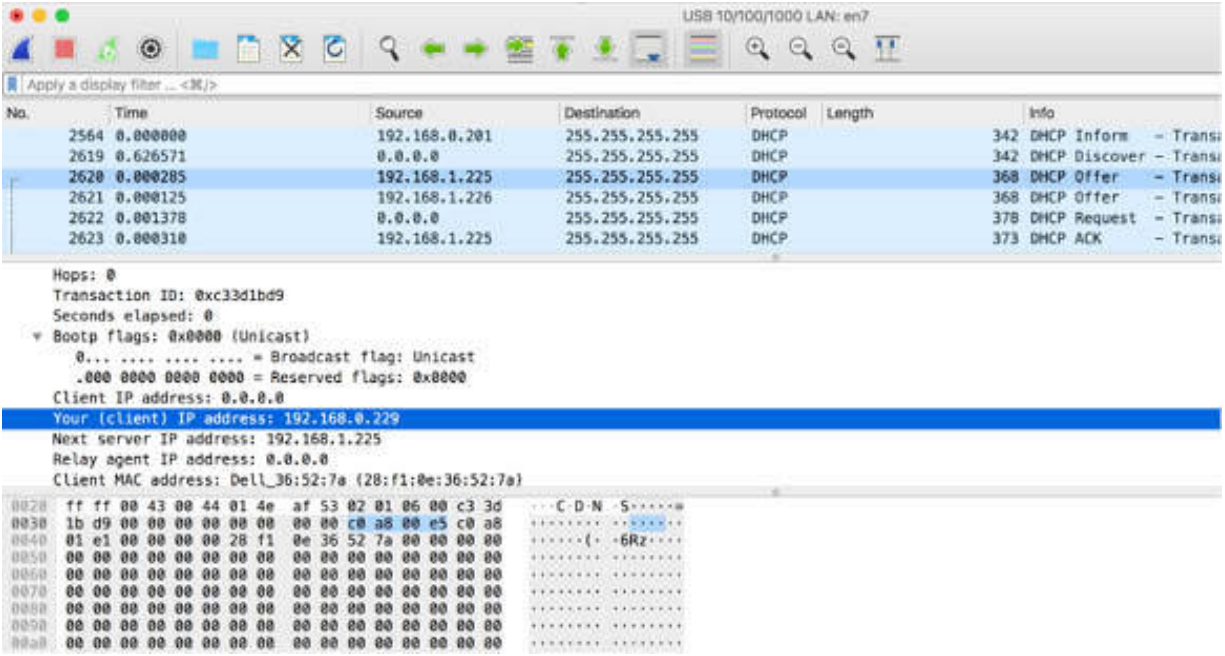 USB 10/100/1000 LAN: en7
Apply a display filter ... <⌘/>
No. Time Source Destination Protocol Length Info
2564 0.000000 192.168.0.201 255.255.255.255 DHCP 342 DHCP Inform - Transa
2619 0.626571 0.0.0.0 255.255.255.255 DHCP 342 DHCP Discover - Transa
2620 0.000285 192.168.1.225 255.255.255.255 DHCP 368 DHCP Offer - Transa
2621 0.000125 192.168.1.226 255.255.255.255 DHCP 368 DHCP Offer - Transa
2622 0.001378 0.0.0.0 255.255.255.255 DHCP 378 DHCP Request - Transa
2623 0.000310 192.168.1.225 255.255.255.255 DHCP 373 DHCP ACK - Transa
Hops: 0
Transaction ID: 0xc33d1bd9
Seconds elapsed: 0
Bootp flags: 0x0000 (Unicast)
0... .... .... .... = Broadcast flag: Unicast
.000 0000 0000 0000 = Reserved flags: 0x0000
Client IP address: 0.0.0.0
Your (client) IP address: 192.168.0.229
Next server IP address: 192.168.1.225
Relay agent IP address: 0.0.0.0
Client MAC address: Dell_36:52:7a (28:f1:0e:36:52:7a)
0020 ff ff 00 43 00 44 01 4e af 53 02 01 06 00 c3 3d ···C·D·N ·S·····=
0030 1b d9 00 00 00 00 00 00 00 00 c0 a8 00 e5 c0 a8 ········ ········
0040 01 e1 00 00 00 00 28 f1 0e 36 52 7a 00 00 00 00 ······(· ·6Rz····
0050 00 00 00 00 00 00 00 00 00 00 00 00 00 00 00 00 ········ ········
0060 00 00 00 00 00 00 00 00 00 00 00 00 00 00 00 00 ········ ········
0070 00 00 00 00 00 00 00 00 00 00 00 00 00 00 00 00 ········ ········
0080 00 00 00 00 00 00 00 00 00 00 00 00 00 00 00 00 ········ ········
0090 00 00 00 00 00 00 00 00 00 00 00 00 00 00 00 00 ········ ········
00a0 00 00 00 00 00 00 00 00 00 00 00 00 00 00 00 00 ········ ········